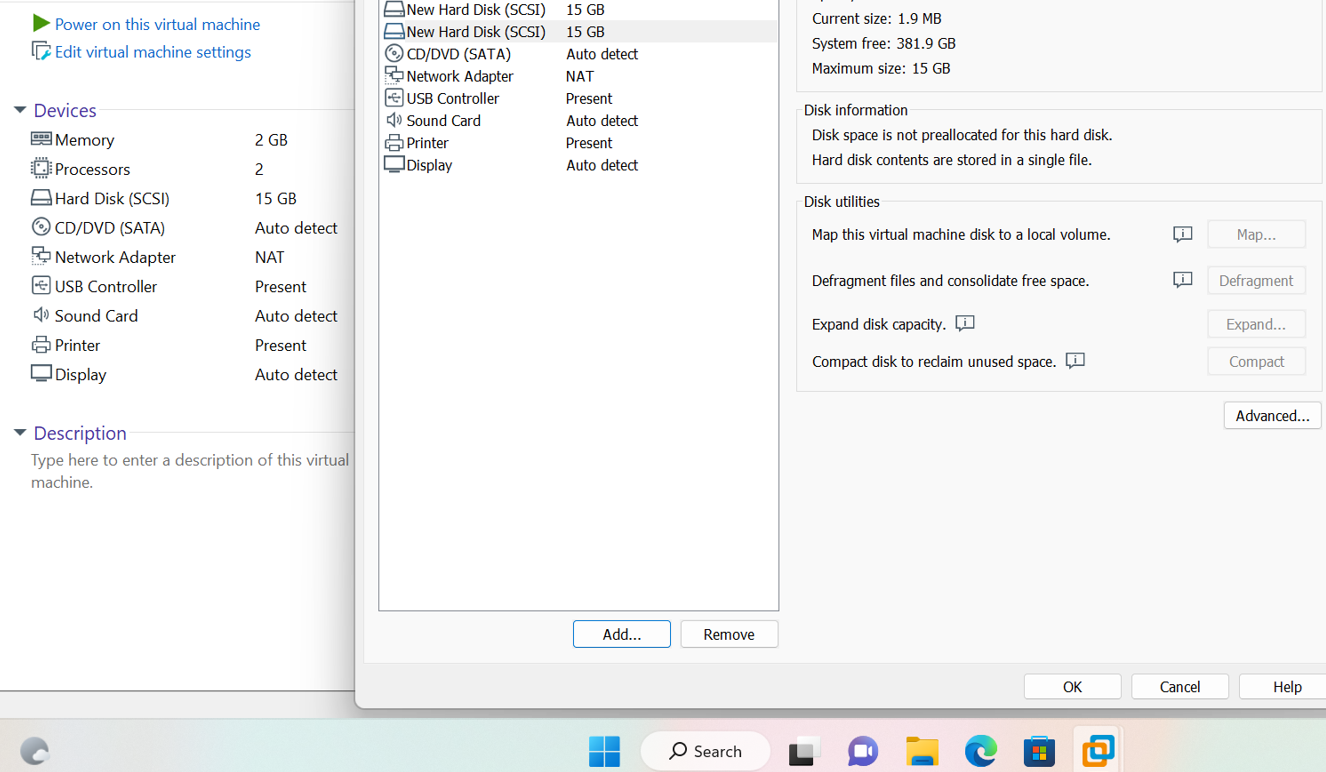 Power on this virtual machine
Edit virtual machine settings
Devices
Memory 2 GB
Processors 2
Hard Disk (SCSI) 15 GB
CD/DVD (SATA) Auto detect
Network Adapter NAT
USB Controller Present
Sound Card Auto detect
Printer Present
Display Auto detect
Description
Type here to enter a description of this virtual
machine.
New Hard Disk (SCSI) 15 GB
New Hard Disk (SCSI) 15 GB
CD/DVD (SATA) Auto detect
Network Adapter NAT
USB Controller Present
Sound Card Auto detect
Printer Present
Display Auto detect
Add...
Remove
Current size: 1.9 MB
System free: 381.9 GB
Maximum size: 15 GB
Disk information
Disk space is not preallocated for this hard disk.
Hard disk contents are stored in a single file.
Disk utilities
Map this virtual machine disk to a local volume. Map...
Defragment files and consolidate free space. Defragment
Expand disk capacity. Expand...
Compact disk to reclaim unused space. Compact
Advanced...
OK
Cancel
Help
Search